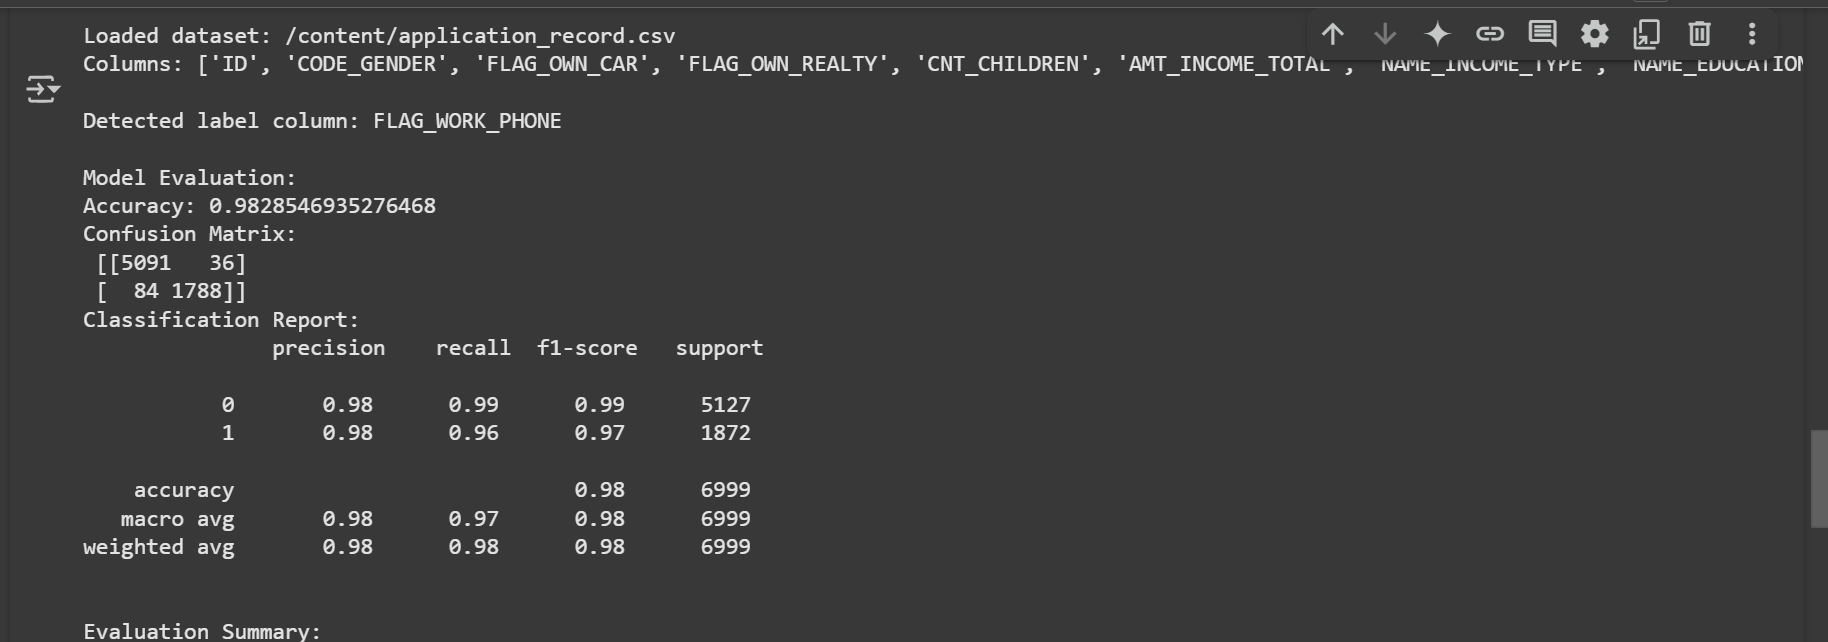 Loaded dataset: /content/application_record.csv
Columns: ['ID', 'CODE_GENDER', 'FLAG_OWN_CAR', 'FLAG_OWN_REALTY', 'CNT_CHILDREN', 'AMT_INCOME_TOTAL', 'NAME_INCOME_TYPE', 'NAME_EDUCATION
Detected label column: FLAG_WORK_PHONE
Model Evaluation:
Accuracy: 0.9828546935276468
Confusion Matrix:
[[5091 36]
[ 84 1788]]
Classification Report:
precision recall f1-score support
0 0.98 0.99 0.99 5127
1 0.98 0.96 0.97 1872
accuracy 0.98 6999
macro avg 0.98 0.97 0.98 6999
weighted avg 0.98 0.98 0.98 6999
Evaluation Summary: